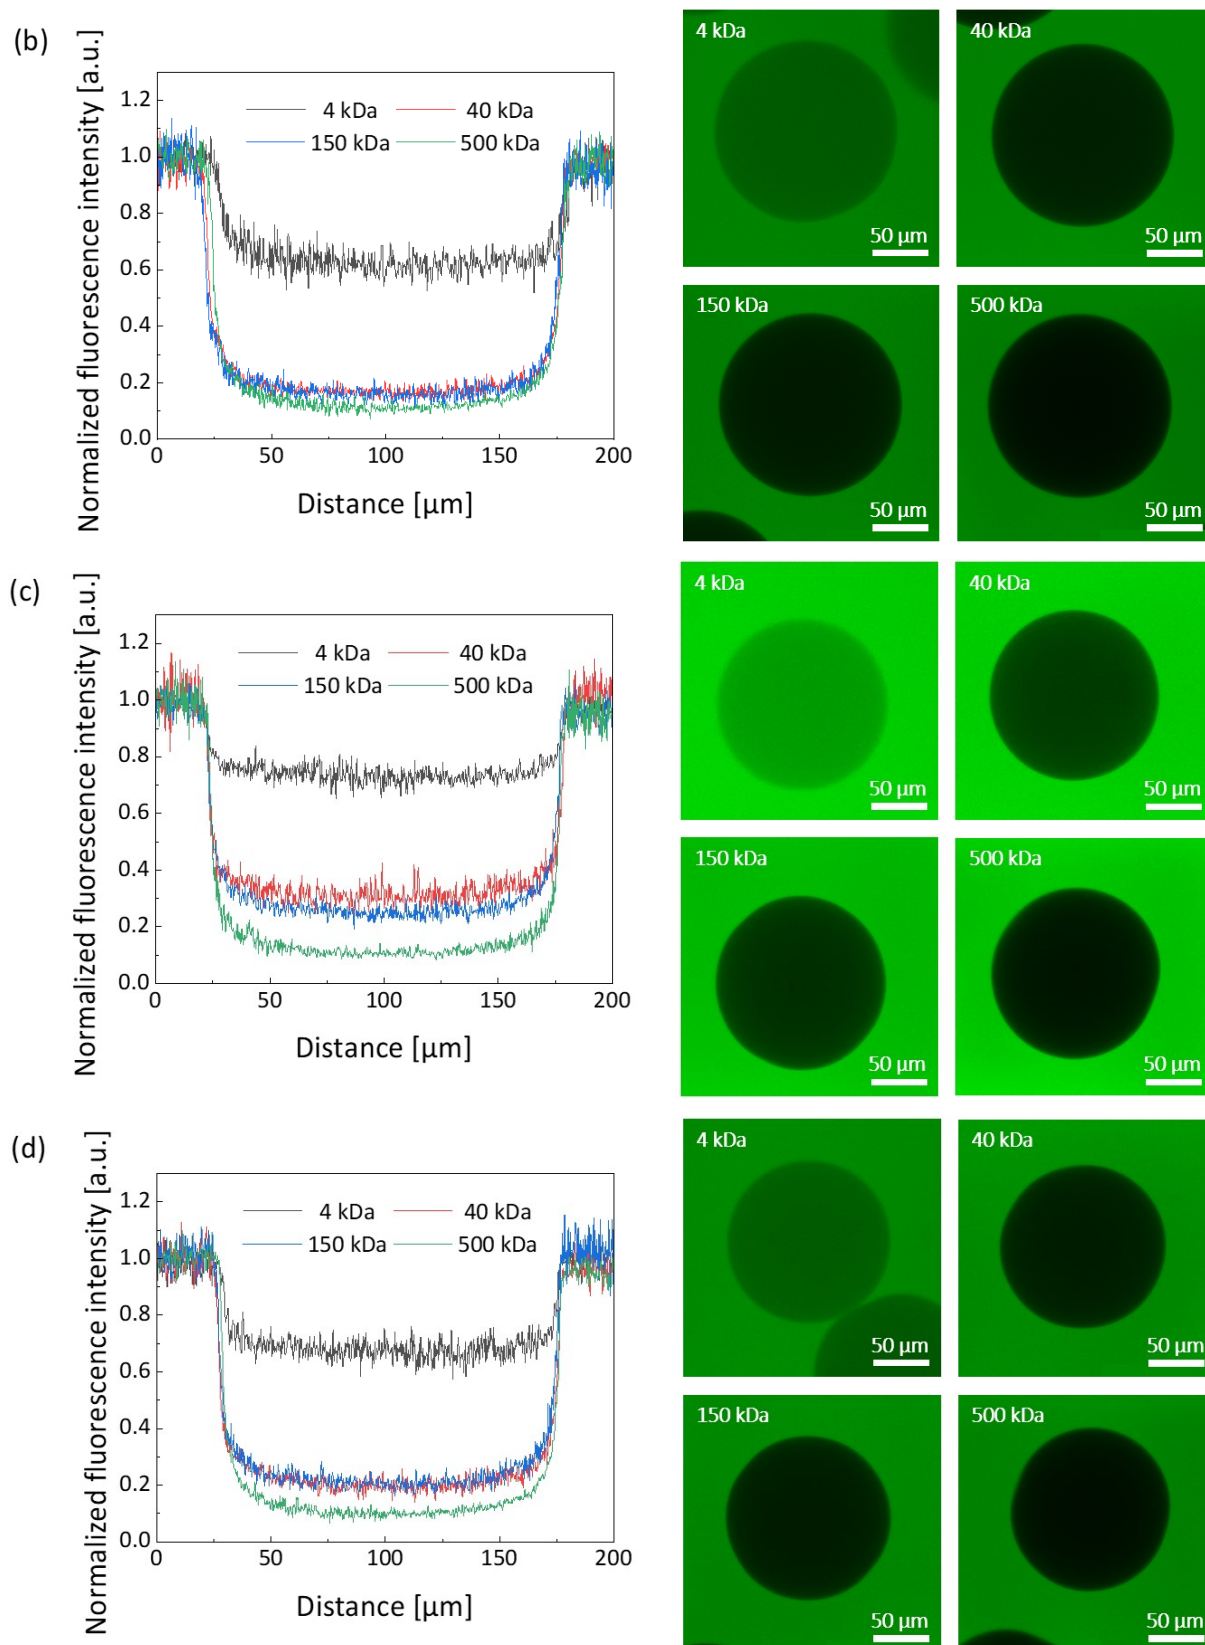 (b)
Normalized fluorescence intensity [a.u.]
1.2
1.0
0.8
0.6
0.4
0.2
0.0
4 kDa
40 kDa
150 kDa
500 kDa
0
50
100
150
200
Distance [µm]
4 kDa
50 µm
40 kDa
50 µm
150 kDa
50 µm
500 kDa
50 µm
(c)
Normalized fluorescence intensity [a.u.]
1.2
1.0
0.8
0.6
0.4
0.2
0.0
4 kDa
40 kDa
150 kDa
500 kDa
0
50
100
150
200
Distance [µm]
4 kDa
50 µm
40 kDa
50 µm
150 kDa
50 µm
500 kDa
50 µm
(d)
Normalized fluorescence intensity [a.u.]
1.2
1.0
0.8
0.6
0.4
0.2
0.0
4 kDa
40 kDa
150 kDa
500 kDa
0
50
100
150
200
Distance [µm]
4 kDa
50 µm
40 kDa
50 µm
150 kDa
50 µm
500 kDa
50 µm